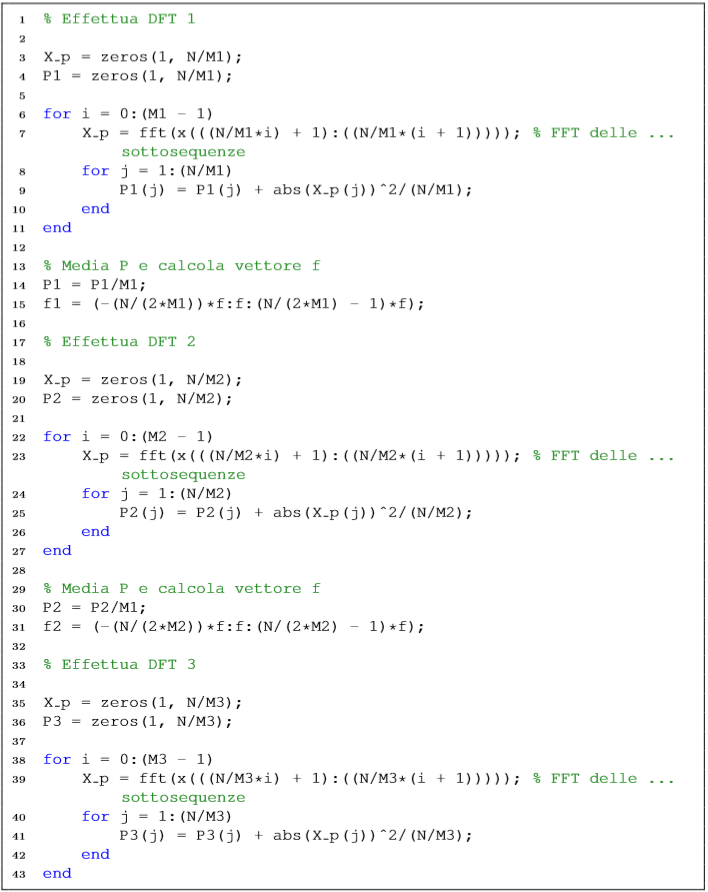 1 % Effettua DFT 1
2
3 X_p = zeros(1, N/M1);
4 P1 = zeros(1, N/M1);
5
6 for i = 0:(M1 - 1)
7 X_p = fft(x(((N/M1*i) + 1):((N/M1*(i + 1))))); % FFT delle ...
sottosequenze
8 for j = 1:(N/M1)
9 P1(j) = P1(j) + abs(X_p(j))^2/(N/M1);
10 end
11 end
12
13 % Media P e calcola vettore f
14 P1 = P1/M1;
15 f1 = (-(N/(2*M1))*f:f:(N/(2*M1) - 1)*f);
16
17 % Effettua DFT 2
18
19 X_p = zeros(1, N/M2);
20 P2 = zeros(1, N/M2);
21
22 for i = 0:(M2 - 1)
23 X_p = fft(x(((N/M2*i) + 1):((N/M2*(i + 1))))); % FFT delle ...
sottosequenze
24 for j = 1:(N/M2)
25 P2(j) = P2(j) + abs(X_p(j))^2/(N/M2);
26 end
27 end
28
29 % Media P e calcola vettore f
30 P2 = P2/M1;
31 f2 = (-(N/(2*M2))*f:f:(N/(2*M2) - 1)*f);
32
33 % Effettua DFT 3
34
35 X_p = zeros(1, N/M3);
36 P3 = zeros(1, N/M3);
37
38 for i = 0:(M3 - 1)
39 X_p = fft(x(((N/M3*i) + 1):((N/M3*(i + 1))))); % FFT delle ...
sottosequenze
40 for j = 1:(N/M3)
41 P3(j) = P3(j) + abs(X_p(j))^2/(N/M3);
42 end
43 end